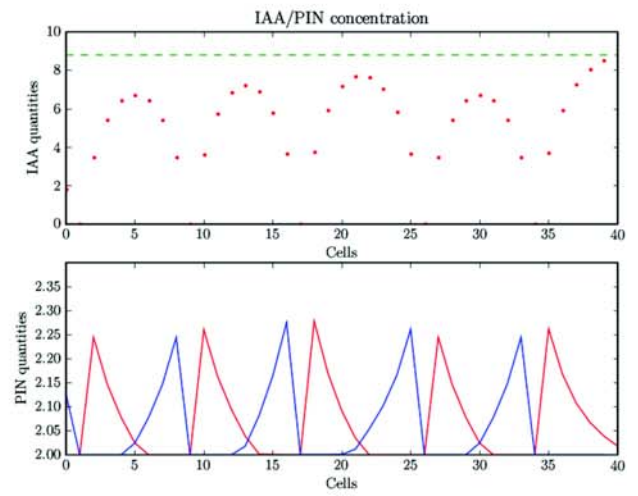 IAA/PIN concentration
10
8
6
4
2
0
IAA quantities
0 5 10 15 20 25 30 35 40
Cells
2.35
2.30
2.25
2.20
2.15
2.10
2.05
2.00
PIN quantities
0 5 10 15 20 25 30 35 40
Cells